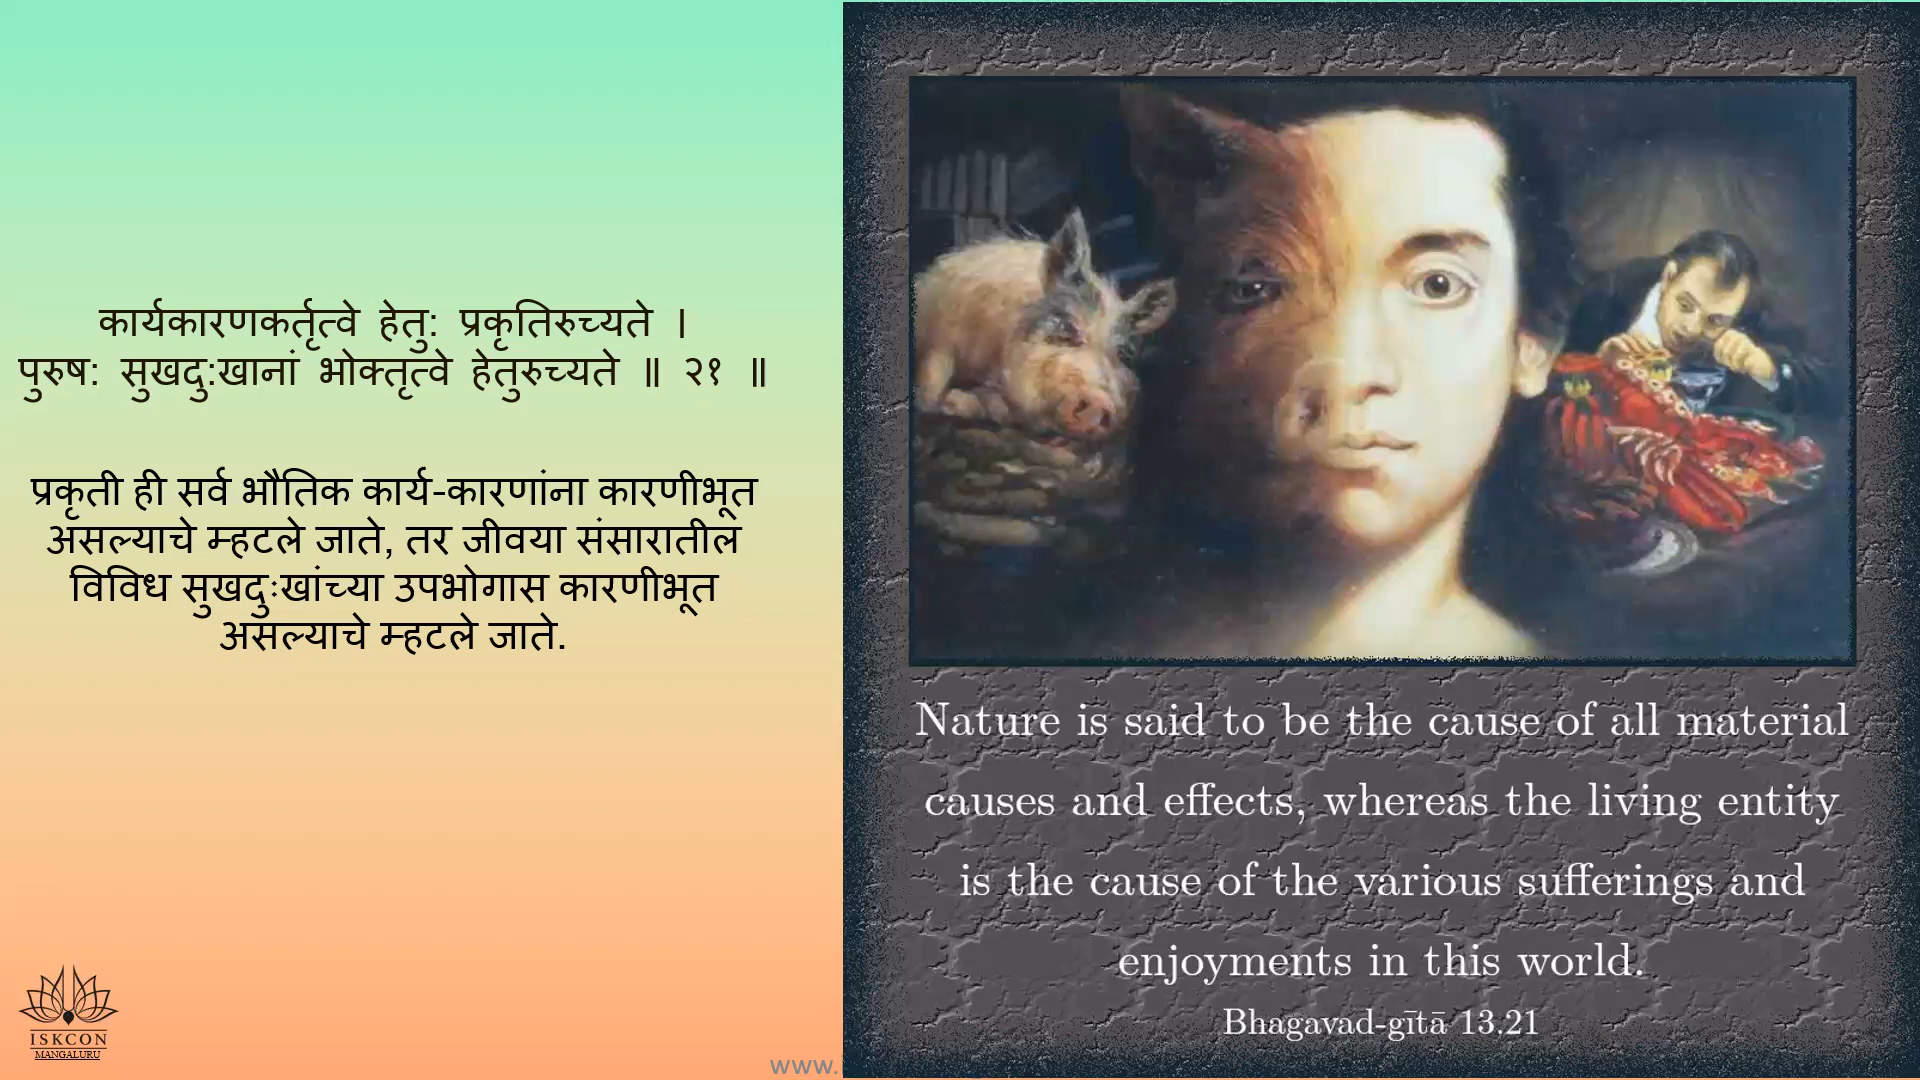 कार्यकारणकर्तृत्वे हेतु: प्रकृतिरुच्यते ।
पुरुष: सुखदु:खानां भोक्तृत्वे हेतुरुच्यते ॥ २१ ॥
प्रकृती ही सर्व भौतिक कार्य-कारणांना कारणीभूत
असल्याचे म्हटले जाते, तर जीवया संसारातील
विविध सुखदुःखांच्या उपभोगास कारणीभूत
असल्याचे म्हटले जाते.
ISKCON
MANGALURU
www.
Nature is said to be the cause of all material
causes and effects, whereas the living entity
is the cause of the various sufferings and
enjoyments in this world.
Bhagavad-gītā 13.21